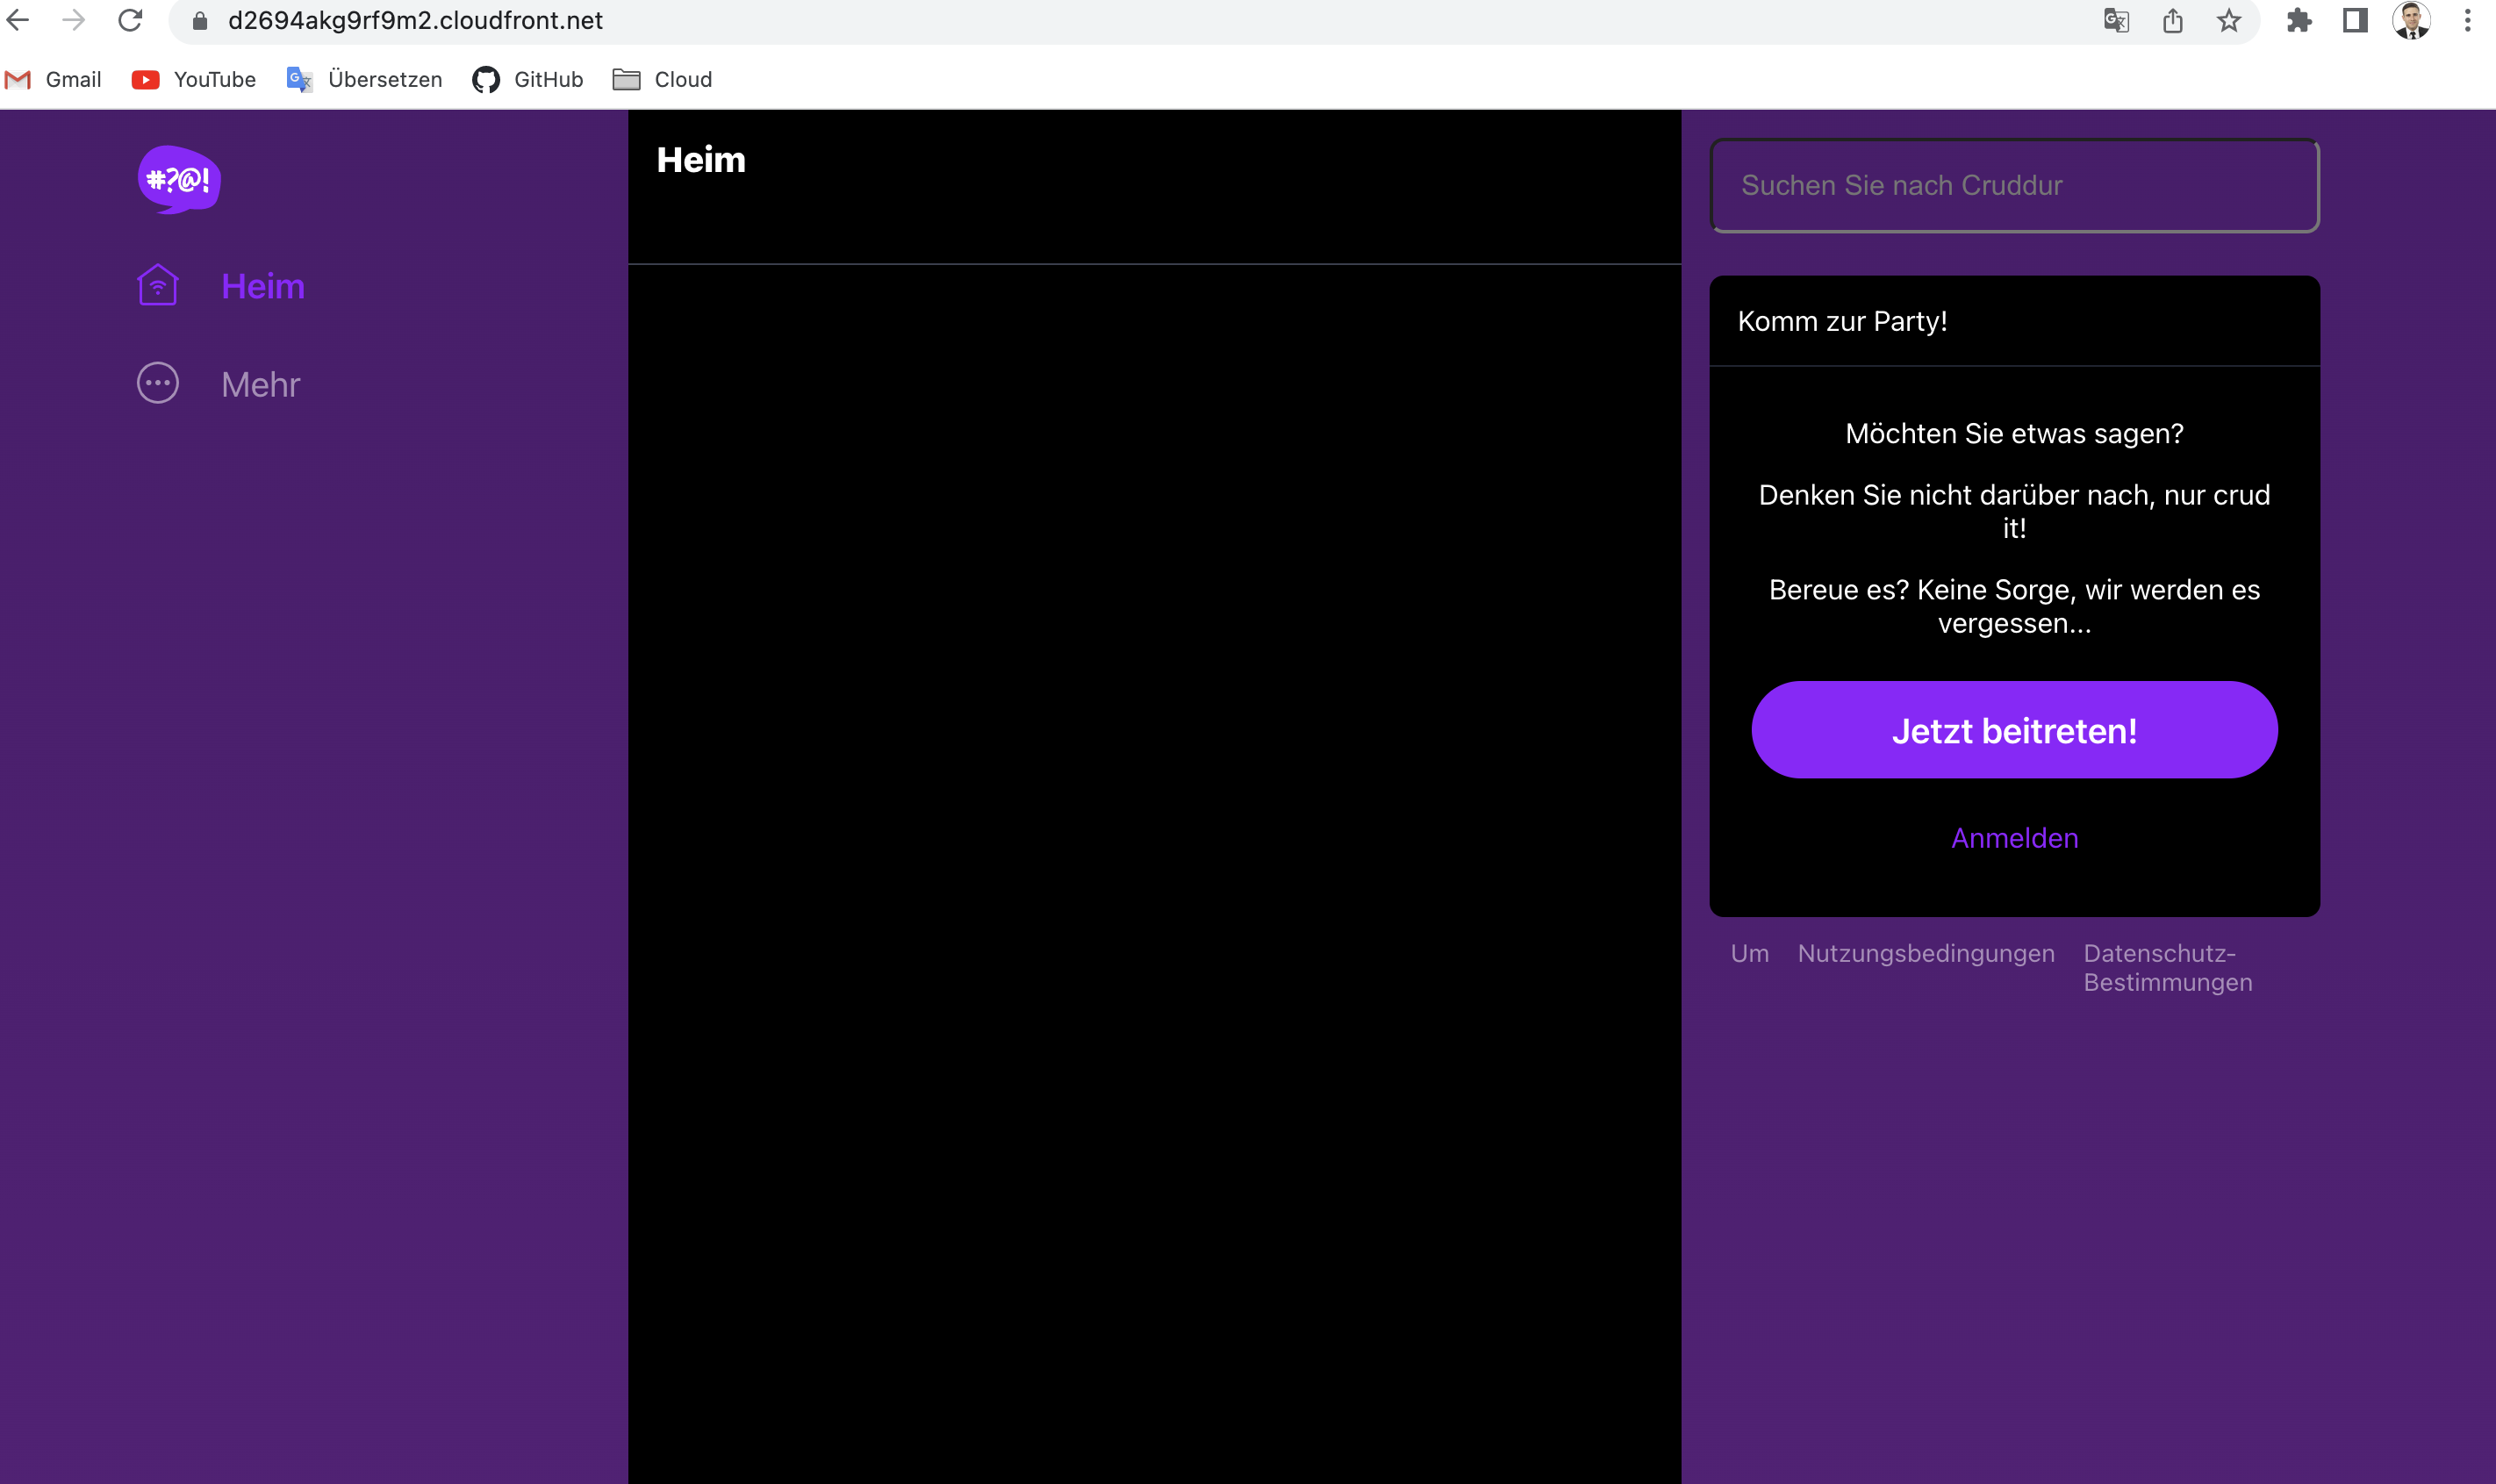 d2694akg9rf9m2.cloudfront.net
Gmail YouTube Übersetzen GitHub Cloud
#?@!
Heim
Mehr
Heim
Suchen Sie nach Cruddur
Komm zur Party!
Möchten Sie etwas sagen?
Denken Sie nicht darüber nach, nur crud
it!
Bereue es? Keine Sorge, wir werden es
vergessen...
Jetzt beitreten!
Anmelden
Um Nutzungsbedingungen Datenschutz-
Bestimmungen